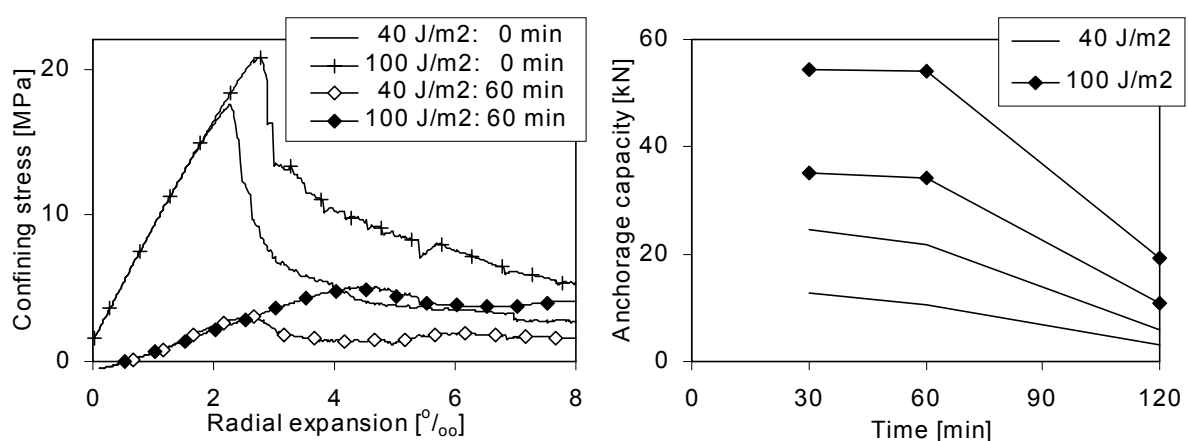 40 J/m2: 0 min
100 J/m2: 0 min
40 J/m2: 60 min
100 J/m2: 60 min
Confining stress [MPa]
20
10
0
0 2 4 6 8
Radial expansion [o/oo]
40 J/m2
100 J/m2
Anchorage capacity [kN]
60
40
20
0
0 30 60 90 120
Time [min]